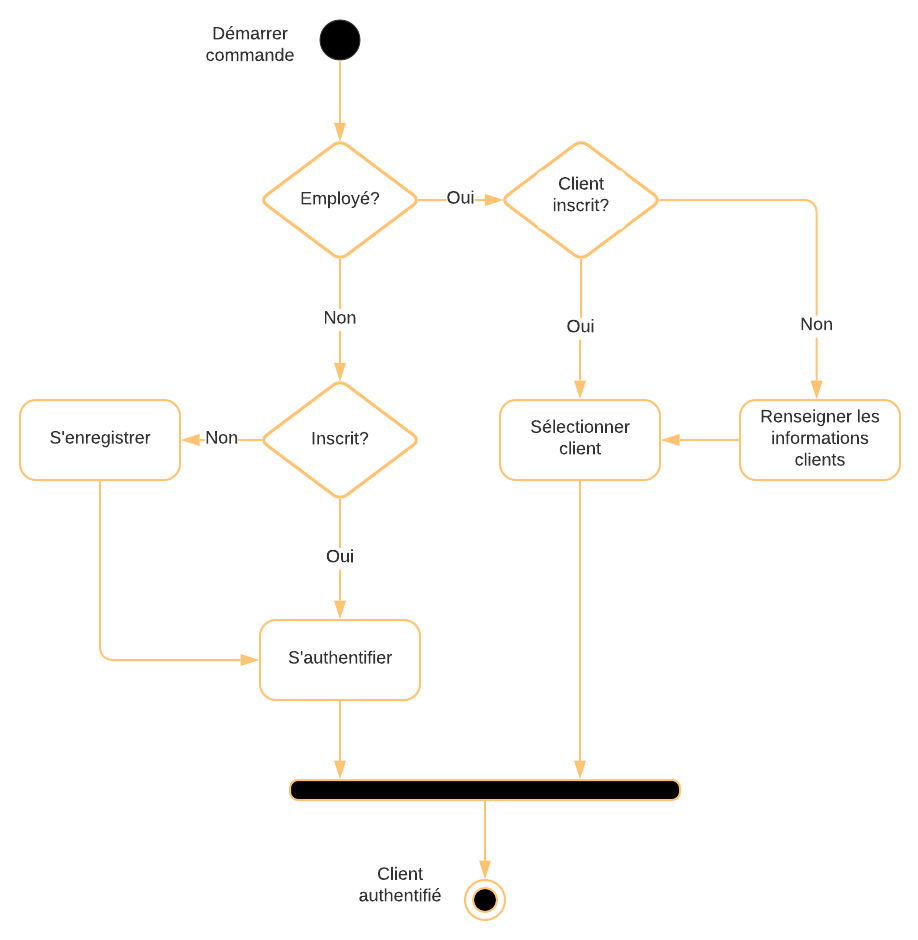 Démarrer
commande
Employé?
Oui
Client
inscrit?
Non
Oui
Non
S'enregistrer
Non
Inscrit?
Sélectionner
client
Renseigner les
informations
clients
Oui
S'authentifier
Client
authentifié